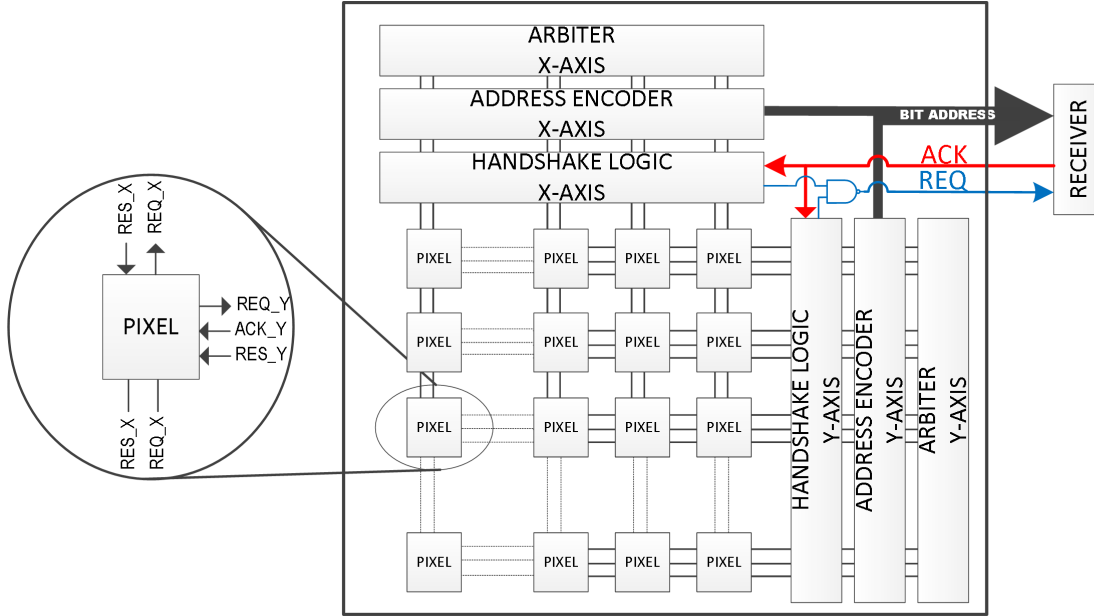 ARBITER
X-AXIS
ADDRESS ENCODER
X-AXIS
BIT ADDRESS
HANDSHAKE LOGIC
X-AXIS
ACK
REQ
RECEIVER
RES_X
REQ_X
PIXEL
REQ_Y
ACK_Y
RES_Y
RES_X
REQ_X
PIXEL PIXEL PIXEL PIXEL
PIXEL PIXEL PIXEL PIXEL
PIXEL PIXEL PIXEL PIXEL
PIXEL PIXEL PIXEL PIXEL
HANDSHAKE LOGIC
Y-AXIS
ADDRESS ENCODER
Y-AXIS
ARBITER
Y-AXIS